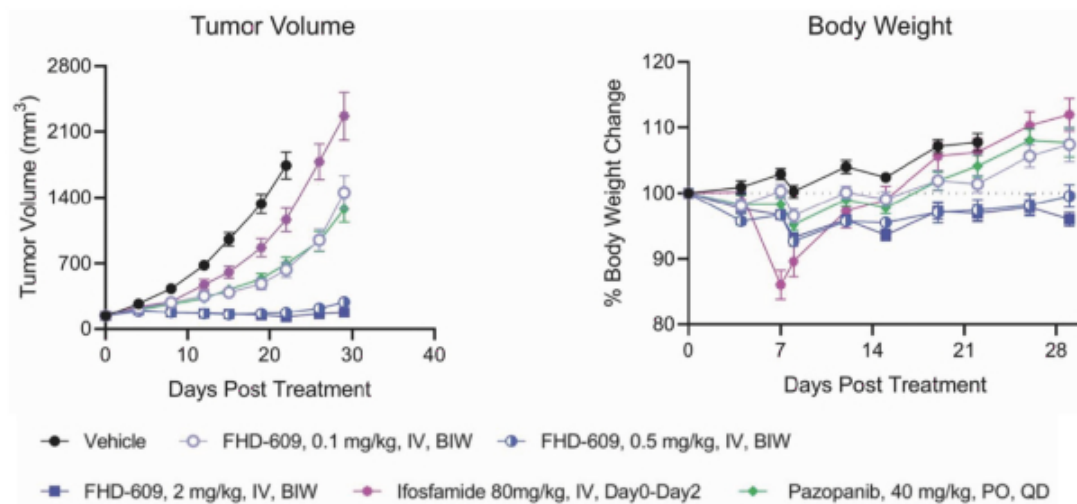 Tumor Volume
Body Weight
2800
2100
1400
700
0
Tumor Volume (mm³)
0 10 20 30 40
Days Post Treatment
120
110
100
90
80
% Body Weight Change
0 7 14 21 28
Days Post Treatment
Vehicle FHD-609, 0.1 mg/kg, IV, BIW FHD-609, 0.5 mg/kg, IV, BIW
FHD-609, 2 mg/kg, IV, BIW Ifosfamide 80mg/kg, IV, Day0-Day2 Pazopanib, 40 mg/kg, PO, QD